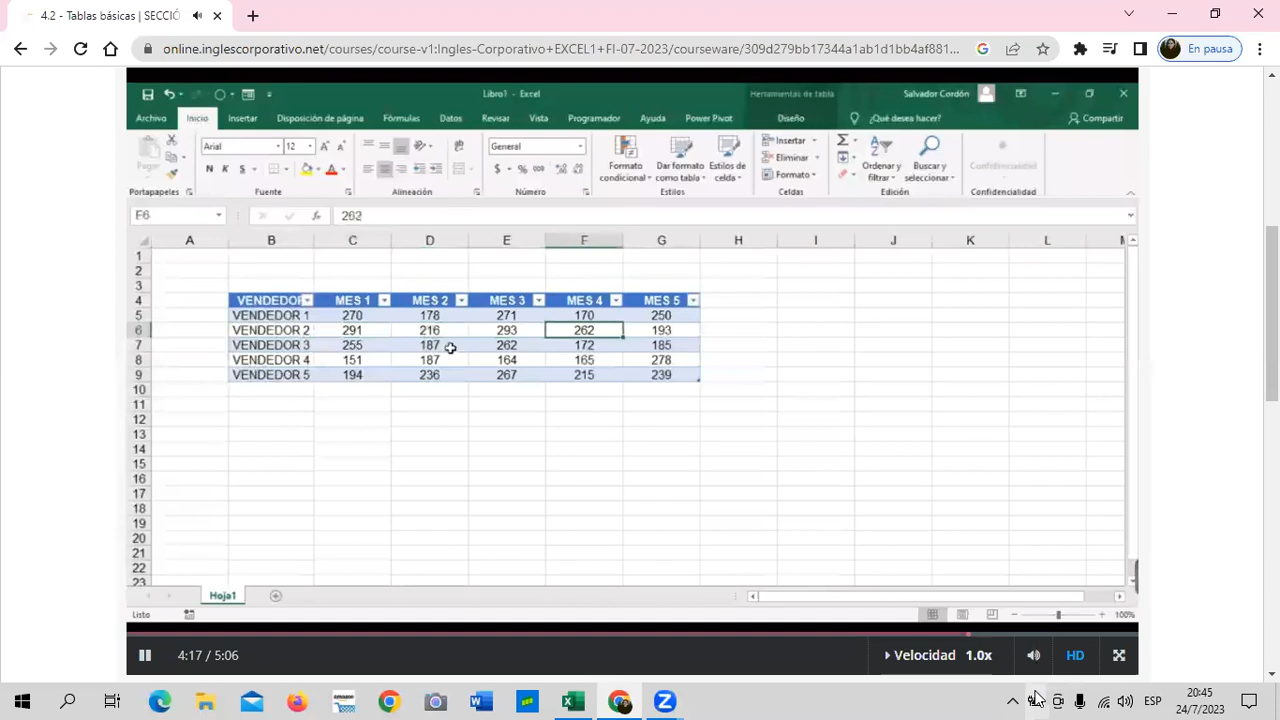 4.2 - Tablas básicas | SECCIÓ
online.inglescorporativo.net/courses/course-v1:Ingles-Corporativo+EXCEL1+FI-07-2023/courseware/309d279bb17344a1ab1d1bb4af881...
En pausa
Libro1 - Excel
Herramientas de tabla
Salvador Cordón
Archivo Inicio Insertar Disposición de página Fórmulas Datos Revisar Vista Programador Ayuda Power Pivot Diseño ¿Qué desea hacer? Compartir
Pegar
Arial 12
N K S
General
$ % 000
Formato condicional
Dar formato como tabla
Estilos de celda
Insertar
Eliminar
Formato
Ordenar y filtrar
Buscar y seleccionar
Confidencialidad
Portapapeles Fuente Alineación Número Estilos Celdas Edición Confidencialidad
F6 fx 262
A B C D E F G H I J K L M
1
2
3
4 VENDEDOR MES 1 MES 2 MES 3 MES 4 MES 5
5 VENDEDOR 1 270 178 271 170 250
6 VENDEDOR 2 291 216 293 262 193
7 VENDEDOR 3 255 187 262 172 185
8 VENDEDOR 4 151 187 164 165 278
9 VENDEDOR 5 194 236 267 215 239
10
11
12
13
14
15
16
17
18
19
20
21
22
23
Hoja1
Listo
100%
4:17 / 5:06
Velocidad 1.0x
HD
ESP
20:45
24/7/2023